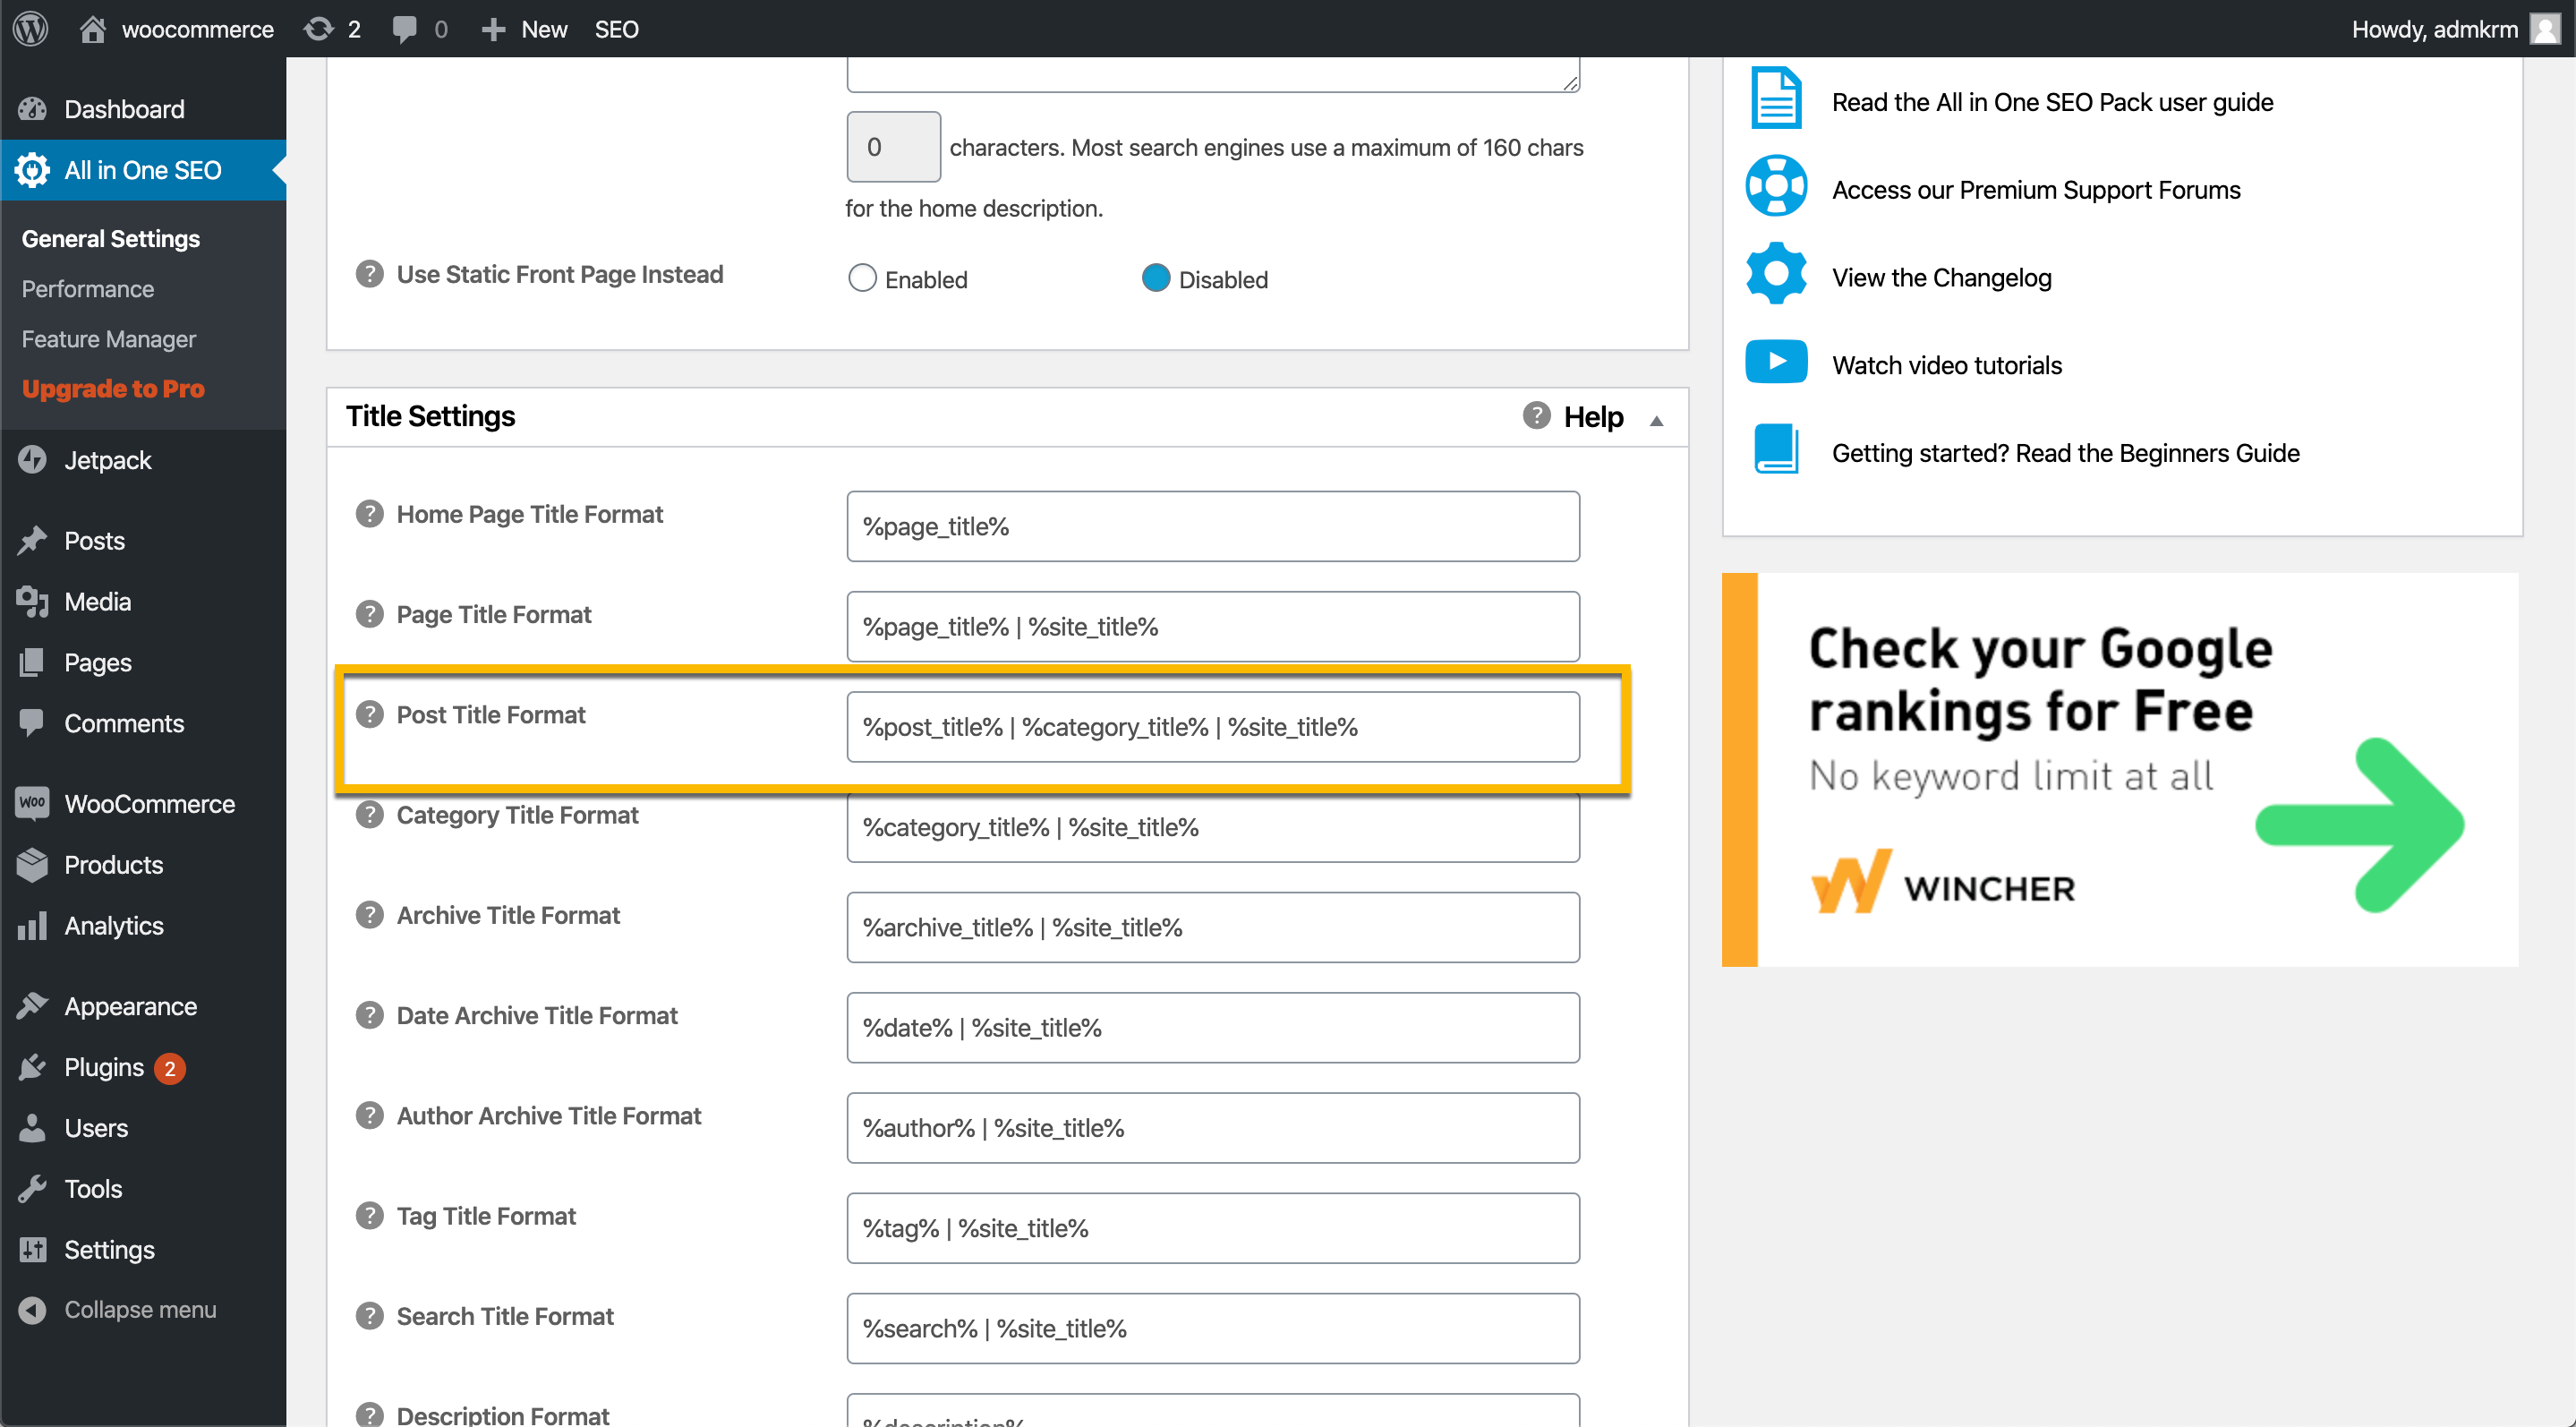 woocommerce 2 0 New SEO Howdy, admkrm
Dashboard
All in One SEO
General Settings
Performance
Feature Manager
Upgrade to Pro
Jetpack
Posts
Media
Pages
Comments
WooCommerce
Products
Analytics
Appearance
Plugins 2
Users
Tools
Settings
Collapse menu
0 characters. Most search engines use a maximum of 160 chars
for the home description.
? Use Static Front Page Instead Enabled Disabled
Title Settings ? Help
? Home Page Title Format %page_title%
? Page Title Format %page_title% | %site_title%
? Post Title Format %post_title% | %category_title% | %site_title%
? Category Title Format %category_title% | %site_title%
? Archive Title Format %archive_title% | %site_title%
? Date Archive Title Format %date% | %site_title%
? Author Archive Title Format %author% | %site_title%
? Tag Title Format %tag% | %site_title%
? Search Title Format %search% | %site_title%
? Description Format %description%
Read the All in One SEO Pack user guide
Access our Premium Support Forums
View the Changelog
Watch video tutorials
Getting started? Read the Beginners Guide
Check your Google
rankings for Free
No keyword limit at all
WINCHER